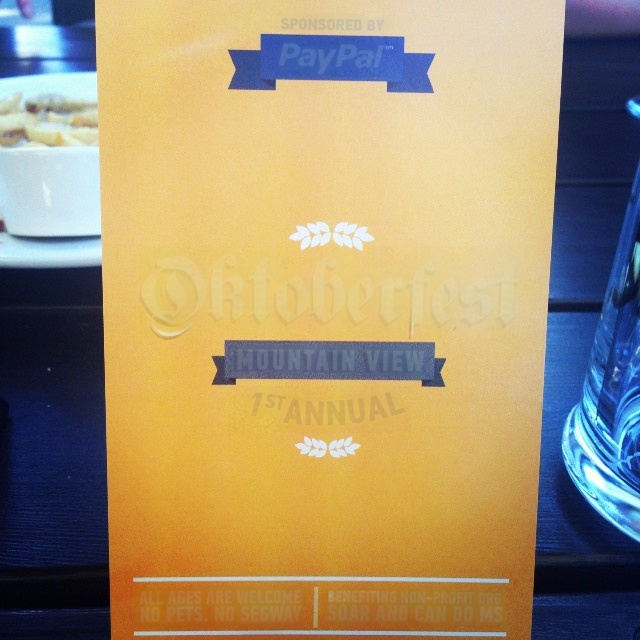 SPONSORED BY
PayPal™
Oktoberfest
MOUNTAIN VIEW
1ST ANNUAL
ALL AGES ARE WELCOME
NO PETS, NO SEGWAY
BENEFITING NON-PROFIT ORG
SOAR AND CAN DO MS